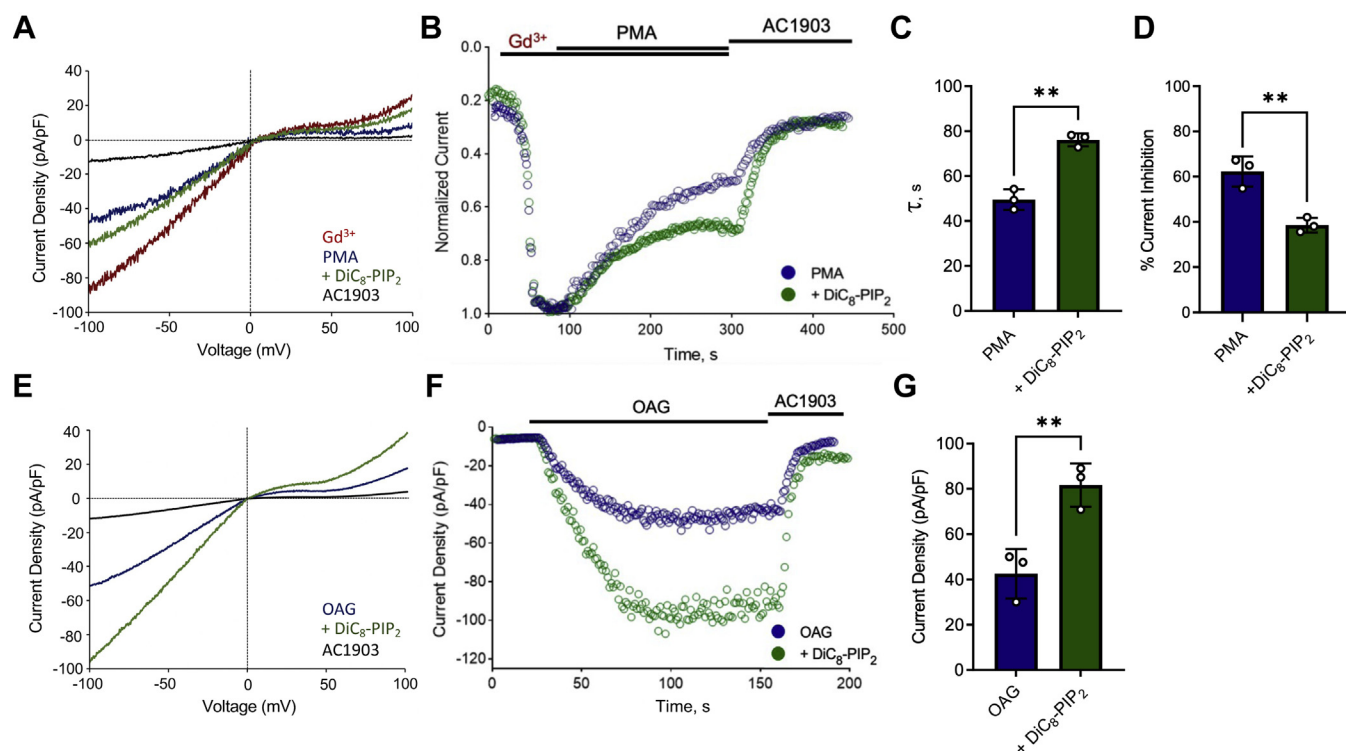 A
40
20
0
-20
-40
-60
-80
-100
-100
-50
0
50
100
Current Density (pA/pF)
Voltage (mV)
Gd³⁺
PMA
+ DiC₈-PIP₂
AC1903
B
Gd³⁺
PMA
AC1903
0.0
0.2
0.4
0.6
0.8
1.0
0
100
200
300
400
500
Normalized Current
Time, s
PMA
+ DiC₈-PIP₂
C
**
100
80
60
40
20
0
τ, s
PMA
+ DiC₈-PIP₂
D
**
100
80
60
40
20
0
% Current Inhibition
PMA
+DiC₈-PIP₂
E
40
20
0
-20
-40
-60
-80
-100
-100
-50
0
50
100
Current Density (pA/pF)
Voltage (mV)
OAG
+ DiC₈-PIP₂
AC1903
F
OAG
AC1903
0
-20
-40
-60
-80
-100
-120
0
50
100
150
200
Current Density (pA/pF)
Time, s
OAG
+ DiC₈-PIP₂
G
**
100
80
60
40
20
0
Current Density (pA/pF)
OAG
+ DiC₈-PIP₂